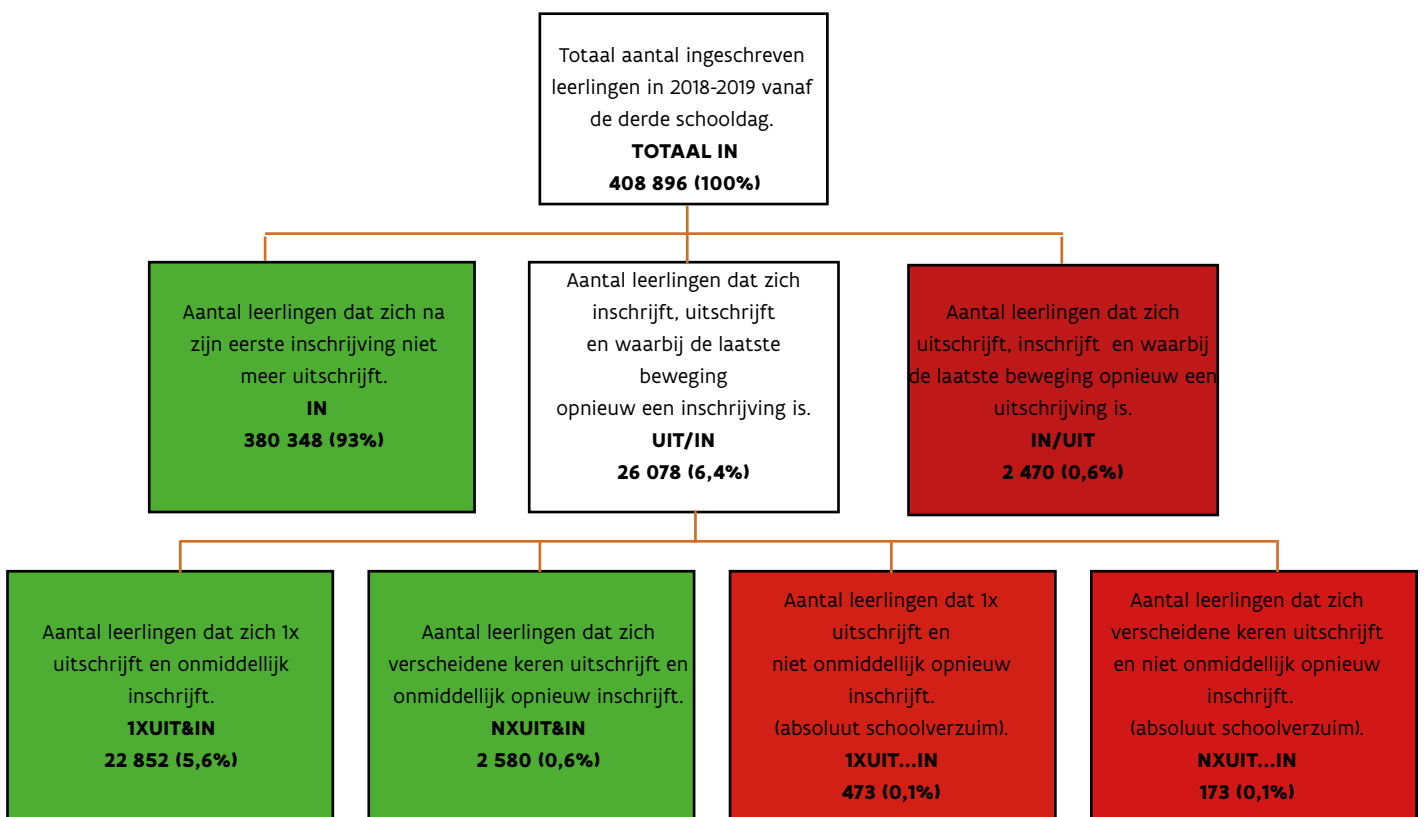 Totaal aantal ingeschreven
leerlingen in 2018-2019 vanaf
de derde schooldag.
TOTAAL IN
408 896 (100%)
Aantal leerlingen dat zich na
zijn eerste inschrijving niet
meer uitschrijft.
IN
380 348 (93%)
Aantal leerlingen dat zich
inschrijft, uitschrijft
en waarbij de laatste
beweging
opnieuw een inschrijving is.
UIT/IN
26 078 (6,4%)
Aantal leerlingen dat zich
uitschrijft, inschrijft en waarbij
de laatste beweging opnieuw een
uitschrijving is.
IN/UIT
2 470 (0,6%)
Aantal leerlingen dat zich 1x
uitschrijft en onmiddellijk
inschrijft.
1XUIT&IN
22 852 (5,6%)
Aantal leerlingen dat zich
verscheidene keren uitschrijft en
onmiddellijk opnieuw inschrijft.
NXUIT&IN
2 580 (0,6%)
Aantal leerlingen dat 1x
uitschrijft en
niet onmiddellijk opnieuw
inschrijft.
(absoluut schoolverzuim).
1XUIT...IN
473 (0,1%)
Aantal leerlingen dat zich
verscheidene keren uitschrijft
en niet onmiddellijk opnieuw
inschrijft.
(absoluut schoolverzuim).
NXUIT...IN
173 (0,1%)